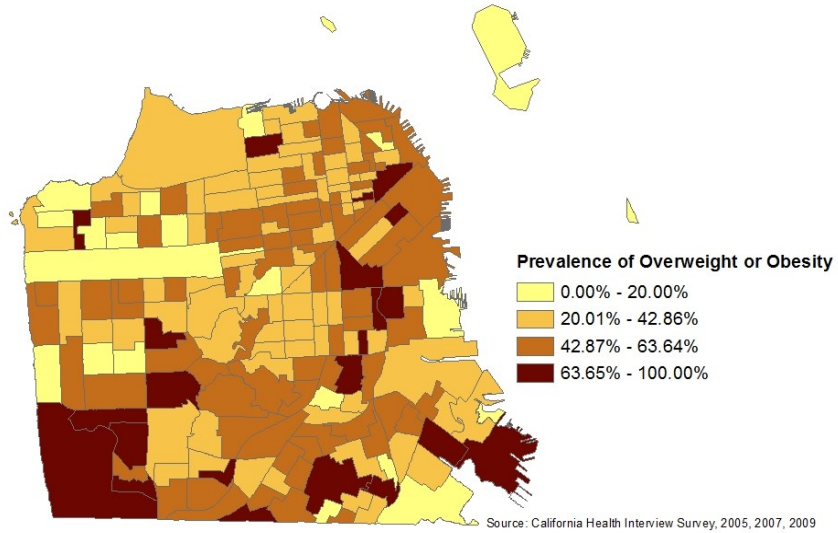 Prevalence of Overweight or Obesity
0.00% - 20.00%
20.01% - 42.86%
42.87% - 63.64%
63.65% - 100.00%
Source: California Health Interview Survey, 2005, 2007, 2009